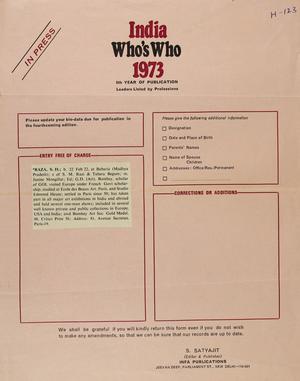 H-123
IN PRESS
India
Who's Who
1973
5th YEAR OF PUBLICATION
Leaders Listed by Professions
Please update your bio-data due for publication in
the fourthcoming edition.
Please give the following additional information
Designation
Date and Place of Birth
Parents' Names
Name of Spouse
Children
Addresses: Office/Res./Permanent
ENTRY FREE OF CHARGE
"RAZA, S. H.; b. 22 Feb 22, at Babaria (Madhya
Pradesh); s of S. M. Razi & Tahera Begum; m.
Janine Mongillat; Ed: G.D. (Art), Bombay, scholar
of GOI, visited Europe under French Govt scholar-
ship; studied at Ecole des Beaux Arts, Paris, and Studio
Edmond Heuze; settled in Paris since 50; has taken
part in all major art exhibitions in India and abroad
and held several one-man shows; included in several
well known private and public collections in Europe,
USA and India; awd Bombay Art Soc. Gold Medal,
48, Critics Prize 56; Address: 81, Avenue
Paris-19.
CORRECTIONS OR ADDITIONS
We shall be grateful if you will kindly return this form even if you do not wish
to make any amendments, so that we can be sure that our records are up to date.
S. SATYAJIT
(Editor & Publisher)
INFA PUBLICATIONS
JEEVAN DEEP, PARLIAMENT ST., NEW DELHI-110 001